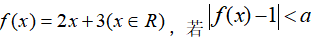 f(x) = 2x + 3(x ∈ R)，若 |f(x) − 1| < a